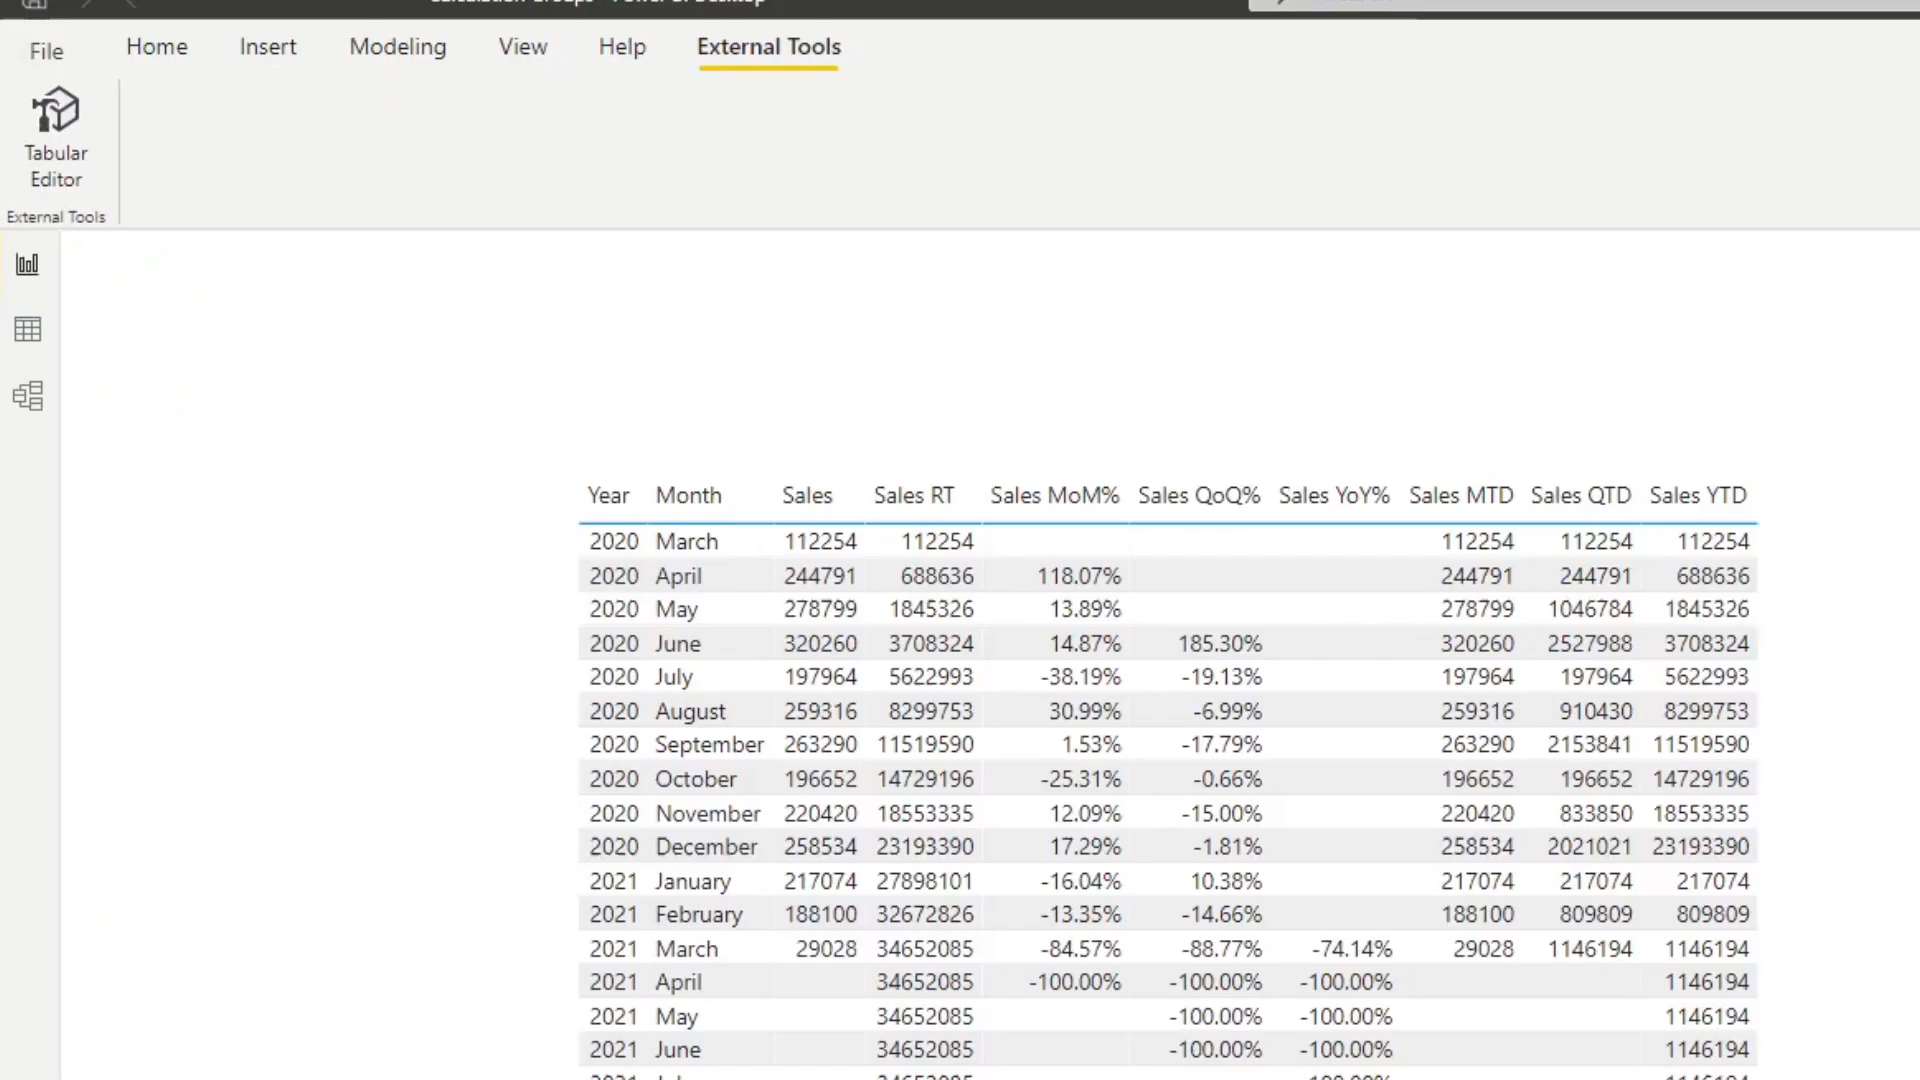 Calculation Groups - Power BI Desktop
File Home Insert Modeling View Help External Tools
Tabular
Editor
External Tools
Year Month Sales Sales RT Sales MoM% Sales QoQ% Sales YoY% Sales MTD Sales QTD Sales YTD
2020 March 112254 112254 112254 112254 112254
2020 April 244791 688636 118.07% 244791 244791 688636
2020 May 278799 1845326 13.89% 278799 1046784 1845326
2020 June 320260 3708324 14.87% 185.30% 320260 2527988 3708324
2020 July 197964 5622993 -38.19% -19.13% 197964 197964 5622993
2020 August 259316 8299753 30.99% -6.99% 259316 910430 8299753
2020 September 263290 11519590 1.53% -17.79% 263290 2153841 11519590
2020 October 196652 14729196 -25.31% -0.66% 196652 196652 14729196
2020 November 220420 18553335 12.09% -15.00% 220420 833850 18553335
2020 December 258534 23193390 17.29% -1.81% 258534 2021021 23193390
2021 January 217074 27898101 -16.04% 10.38% 217074 217074 217074
2021 February 188100 32672826 -13.35% -14.66% 188100 809809 809809
2021 March 29028 34652085 -84.57% -88.77% -74.14% 29028 1146194 1146194
2021 April 34652085 -100.00% -100.00% -100.00% 1146194
2021 May 34652085 -100.00% -100.00% 1146194
2021 June 34652085 -100.00% -100.00% 1146194